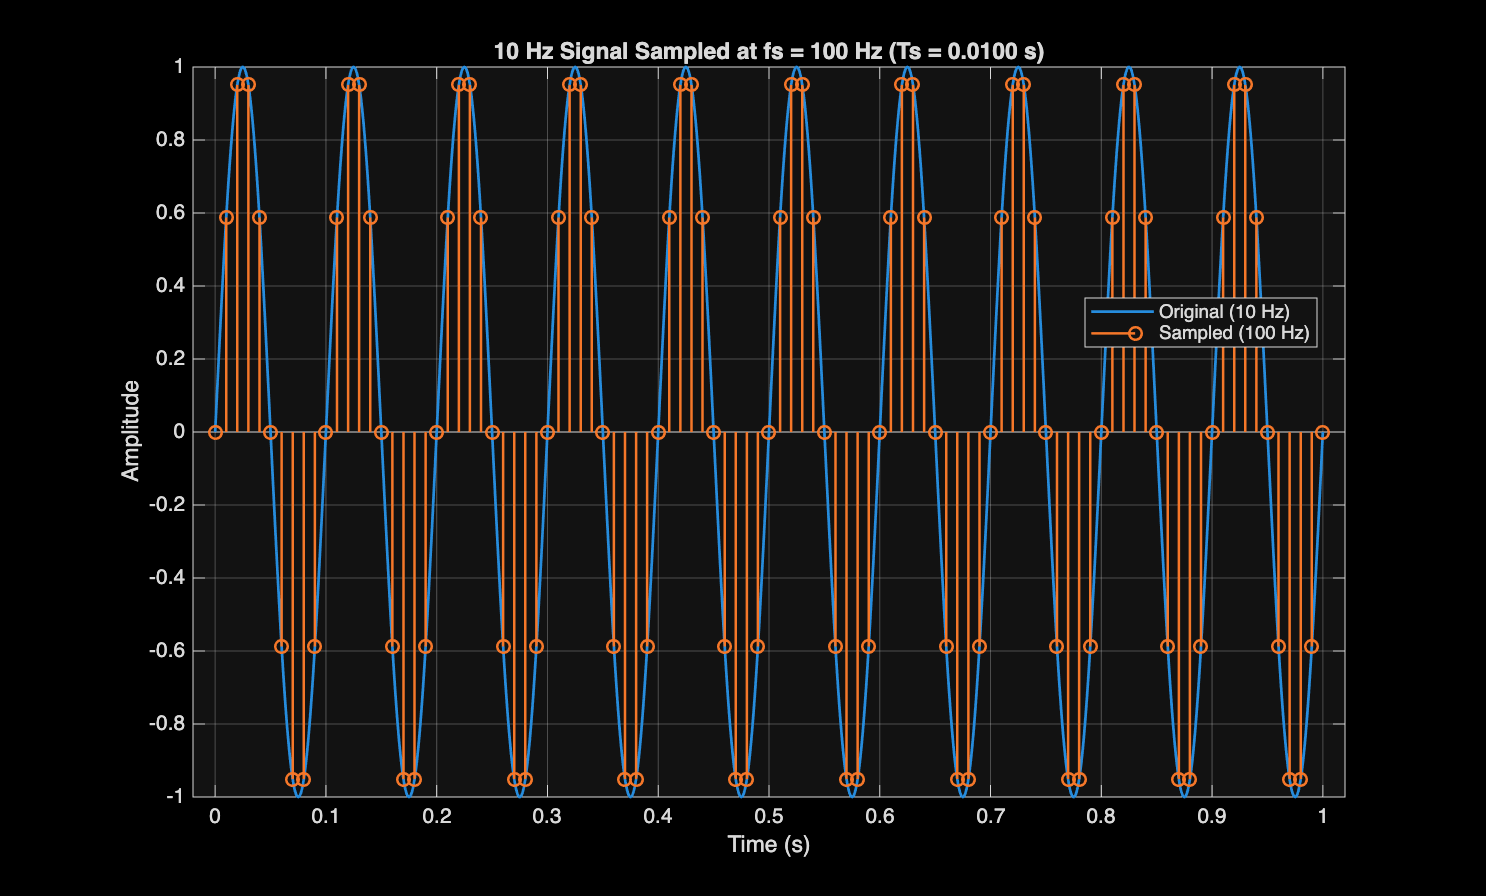 10 Hz Signal Sampled at fs = 100 Hz (Ts = 0.0100 s)
1
0.8
0.6
0.4
0.2
0
-0.2
-0.4
-0.6
-0.8
-1
Amplitude
Original (10 Hz)
Sampled (100 Hz)
0 0.1 0.2 0.3 0.4 0.5 0.6 0.7 0.8 0.9 1
Time (s)